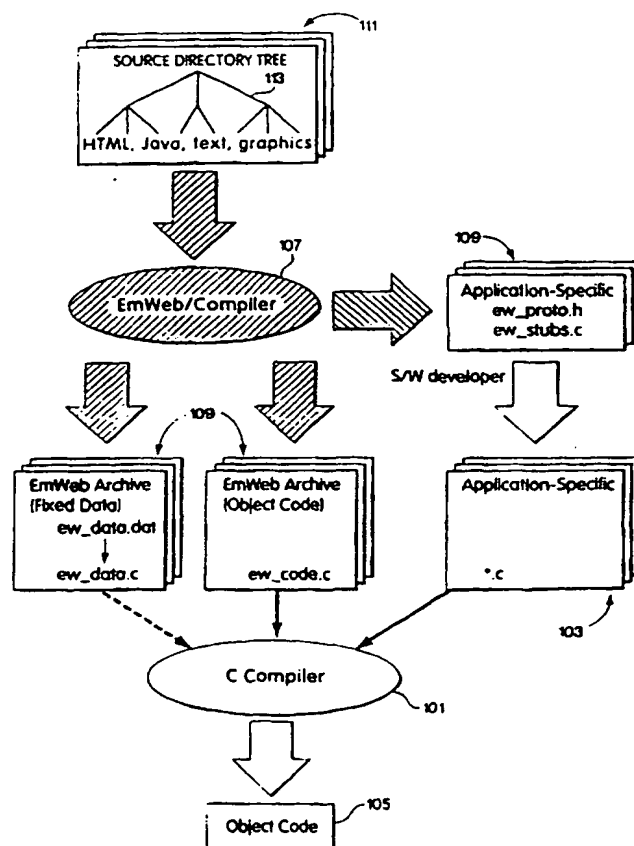 111
SOURCE DIRECTORY TREE
113
HTML, Java, text, graphics
107
EmWeb/Compiler
109
Application-Specific
ew_proto.h
ew_stubs.c
S/W developer
109
EmWeb Archive
(Fixed Data)
ew_data.dat
ew_data.c
EmWeb Archive
(Object Code)
ew_code.c
Application-Specific
*.c
103
C Compiler
101
105
Object Code